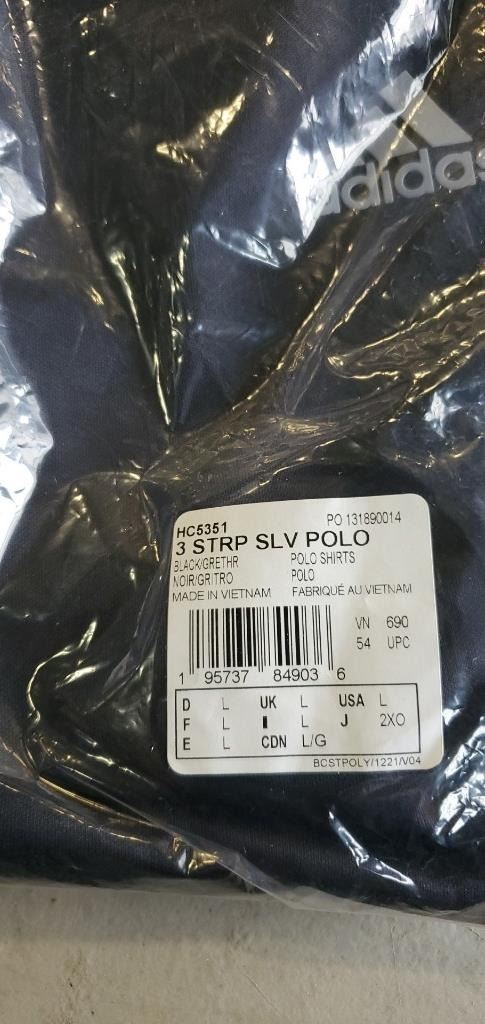 adidas
HC5351 PO 131890014
3 STRP SLV POLO
BLACK/GRETHR POLO SHIRTS
NOIR/GRITRO POLO
MADE IN VIETNAM FABRIQUÉ AU VIETNAM
VN 690
54 UPC
1 95737 84903 6
D L UK L USA L
F L I L J 2XO
E L CDN L/G
BCSTPOLY/1221/V04